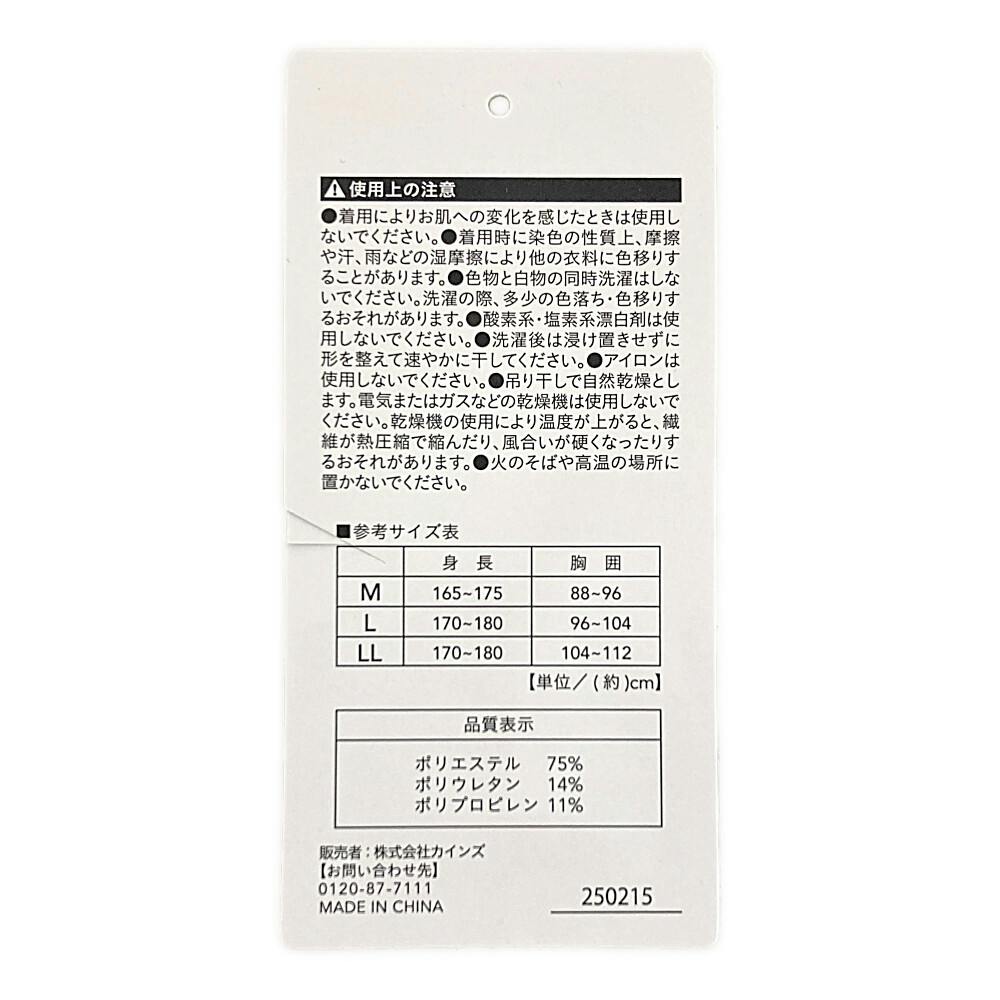 ⚠使用上の注意
●着用によりお肌への変化を感じたときは使用し
ないでください。●着用時に染色の性質上、摩擦
や汗、雨などの湿摩擦により他の衣料に色移りす
ることがあります。●色物と白物の同時洗濯はしな
いでください。洗濯の際、多少の色落ち・色移りす
るおそれがあります。●酸素系・塩素系漂白剤は使
用しないでください。●洗濯後は浸け置きせずに
形を整えて速やかに干してください。●アイロンは
使用しないでください。●吊り干しで自然乾燥とし
ます。電気またはガスなどの乾燥機は使用しないで
ください。乾燥機の使用により温度が上がると、繊
維が熱圧縮で縮んだり、風合いが硬くなったりす
るおそれがあります。●火のそばや高温の場所に
置かないでください。
■参考サイズ表
身 長 胸 囲
M 165~175 88~96
L 170~180 96~104
LL 170~180 104~112
【単位／(約)cm】
品質表示
ポリエステル 75%
ポリウレタン 14%
ポリプロピレン 11%
販売者：株式会社カインズ
【お問い合わせ先】
0120-87-7111
MADE IN CHINA
250215